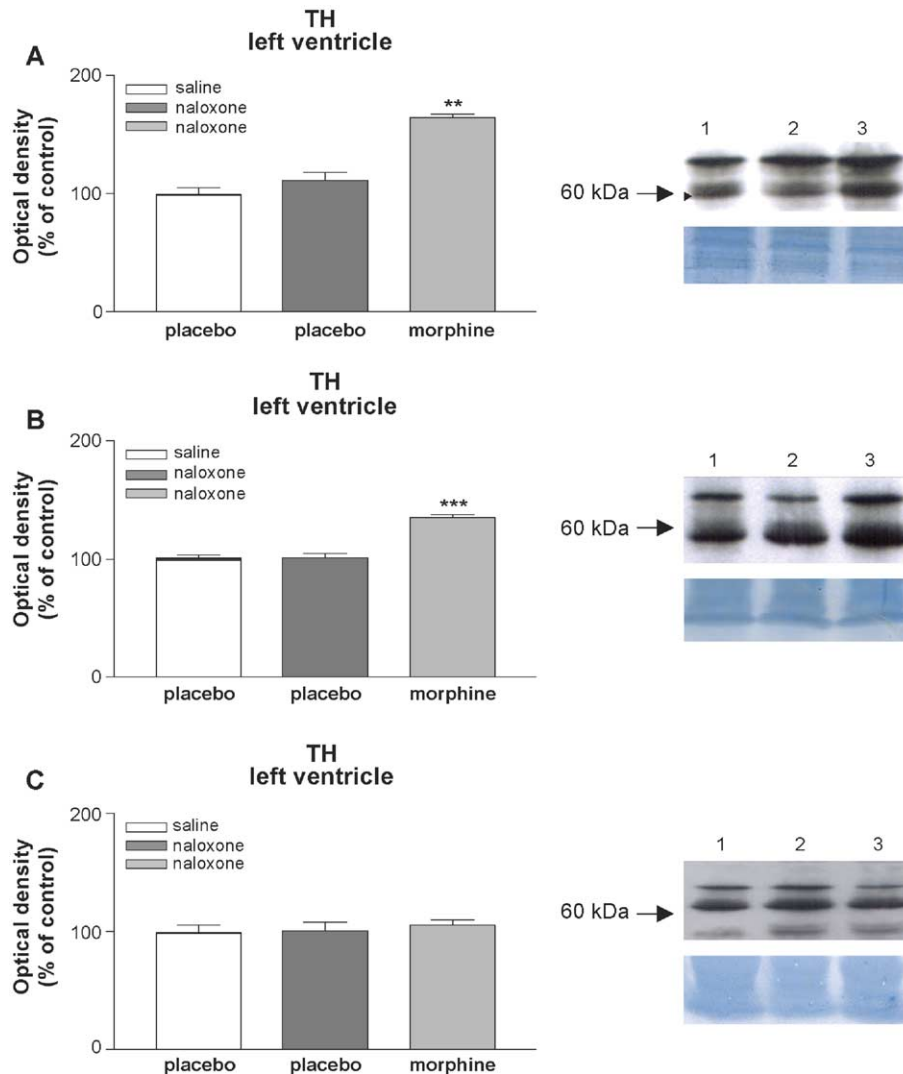 TH
left ventricle
A
200
100
0
Optical density
(% of control)
saline
naloxone
naloxone
**
placebo placebo morphine
1 2 3
60 kDa
TH
left ventricle
B
200
100
0
Optical density
(% of control)
saline
naloxone
naloxone
***
placebo placebo morphine
1 2 3
60 kDa
TH
left ventricle
C
200
100
0
Optical density
(% of control)
saline
naloxone
naloxone
placebo placebo morphine
1 2 3
60 kDa